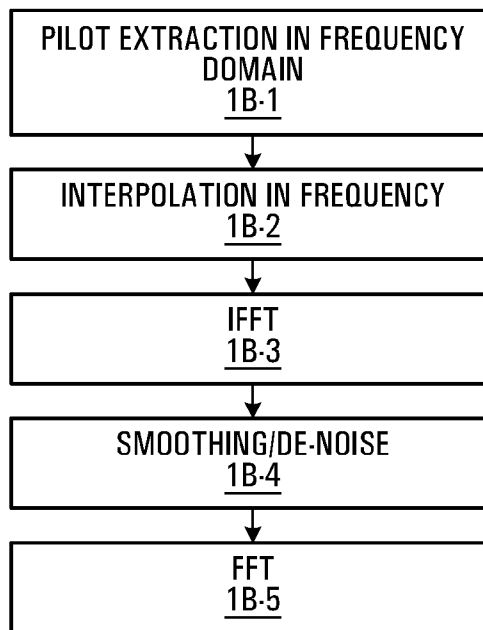 PILOT EXTRACTION IN FREQUENCY
DOMAIN
1B-1
INTERPOLATION IN FREQUENCY
1B-2
IFFT
1B-3
SMOOTHING/DE-NOISE
1B-4
FFT
1B-5